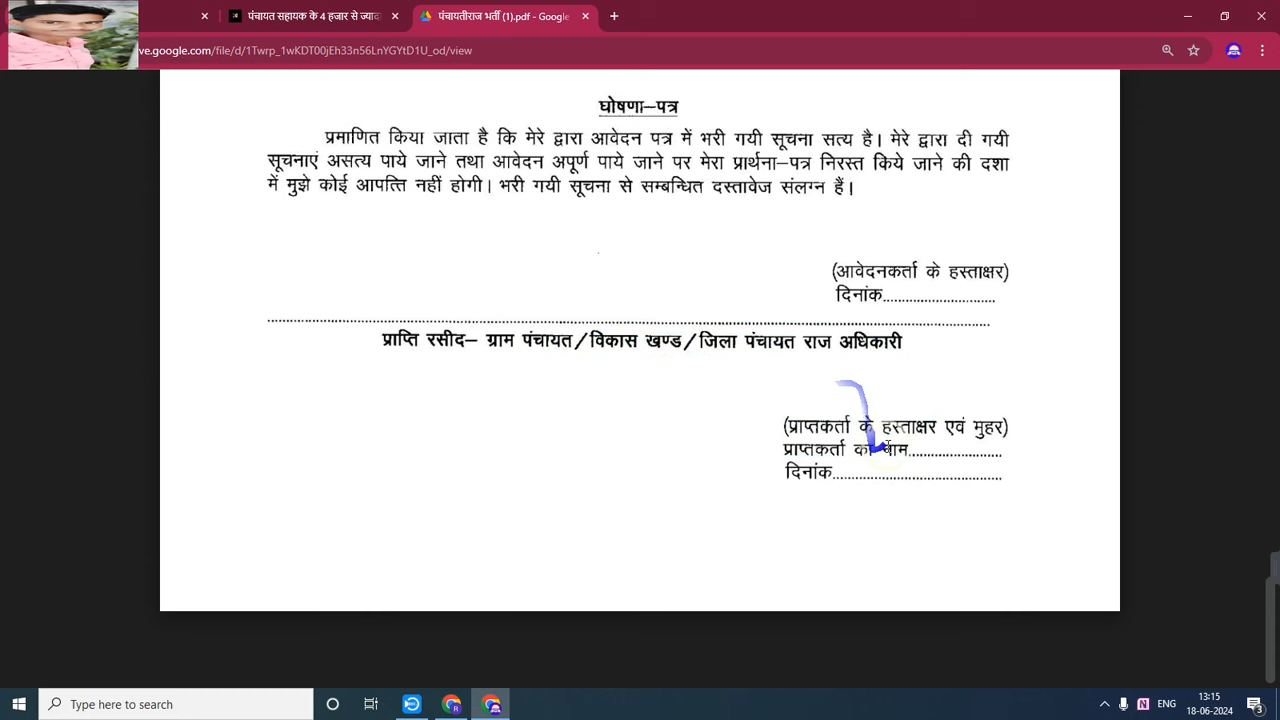 पंचायत सहायक के 4 हजार से ज्याद
पंचायतीराज भर्ती (1).pdf - Google
ve.google.com/file/d/1Twrp_1wKDT00jEh33n56LnYGYtD1U_od/view
घोषणा–पत्र
प्रमाणित किया जाता है कि मेरे द्वारा आवेदन पत्र में भरी गयी सूचना सत्य है। मेरे द्वारा दी गयी
सूचनाएं असत्य पाये जाने तथा आवेदन अपूर्ण पाये जाने पर मेरा प्रार्थना–पत्र निरस्त किये जाने की दशा
में मुझे कोई आपत्ति नहीं होगी। भरी गयी सूचना से सम्बन्धित दस्तावेज संलग्न हैं।
(आवेदनकर्ता के हस्ताक्षर)
दिनांक..............................
प्राप्ति रसीद– ग्राम पंचायत/विकास खण्ड/जिला पंचायत राज अधिकारी
(प्राप्तकर्ता के हस्ताक्षर एवं मुहर)
प्राप्तकर्ता का नाम.........................
दिनांक.............................................
Type here to search
13:15
18-06-2024